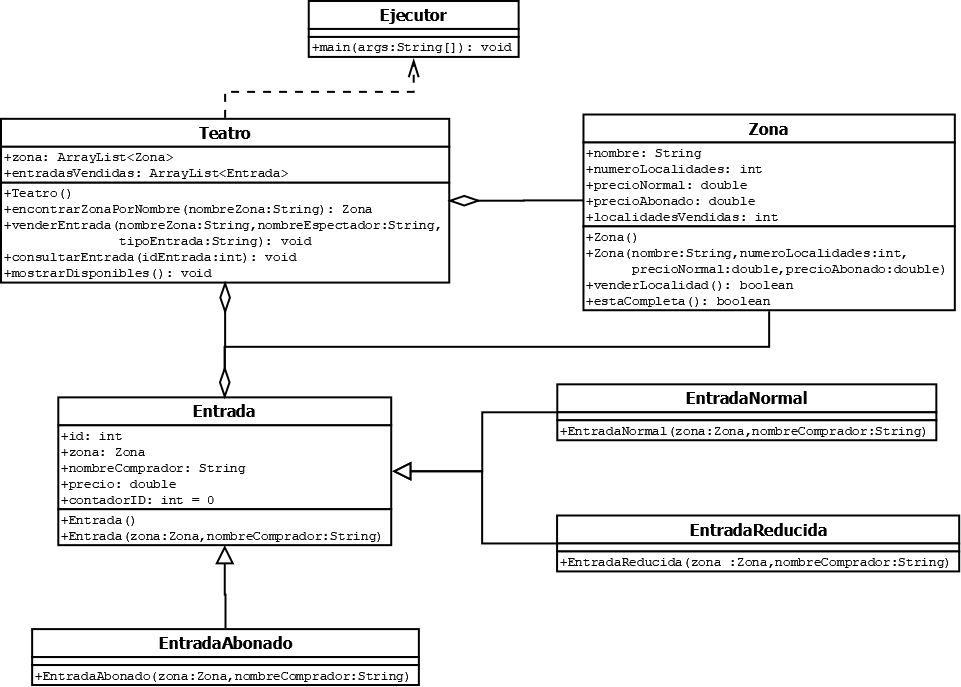 Ejecutor
+main(args:String[]): void
Teatro
+zona: ArrayList<Zona>
+entradasVendidas: ArrayList<Entrada>
+Teatro()
+encontrarZonaPorNombre(nombreZona:String): Zona
+venderEntrada(nombreZona:String,nombreEspectador:String,
tipoEntrada:String): void
+consultarEntrada(idEntrada:int): void
+mostrarDisponibles(): void
Zona
+nombre: String
+numeroLocalidades: int
+precioNormal: double
+precioAbonado: double
+localidadesVendidas: int
+Zona()
+Zona(nombre:String,numeroLocalidades:int,
precioNormal:double,precioAbonado:double)
+venderLocalidad(): boolean
+estaCompleta(): boolean
Entrada
+id: int
+zona: Zona
+nombreComprador: String
+precio: double
+contadorID: int = 0
+Entrada()
+Entrada(zona:Zona,nombreComprador:String)
EntradaNormal
+EntradaNormal(zona:Zona,nombreComprador:String)
EntradaReducida
+EntradaReducida(zona :Zona,nombreComprador:String)
EntradaAbonado
+EntradaAbonado(zona:Zona,nombreComprador:String)